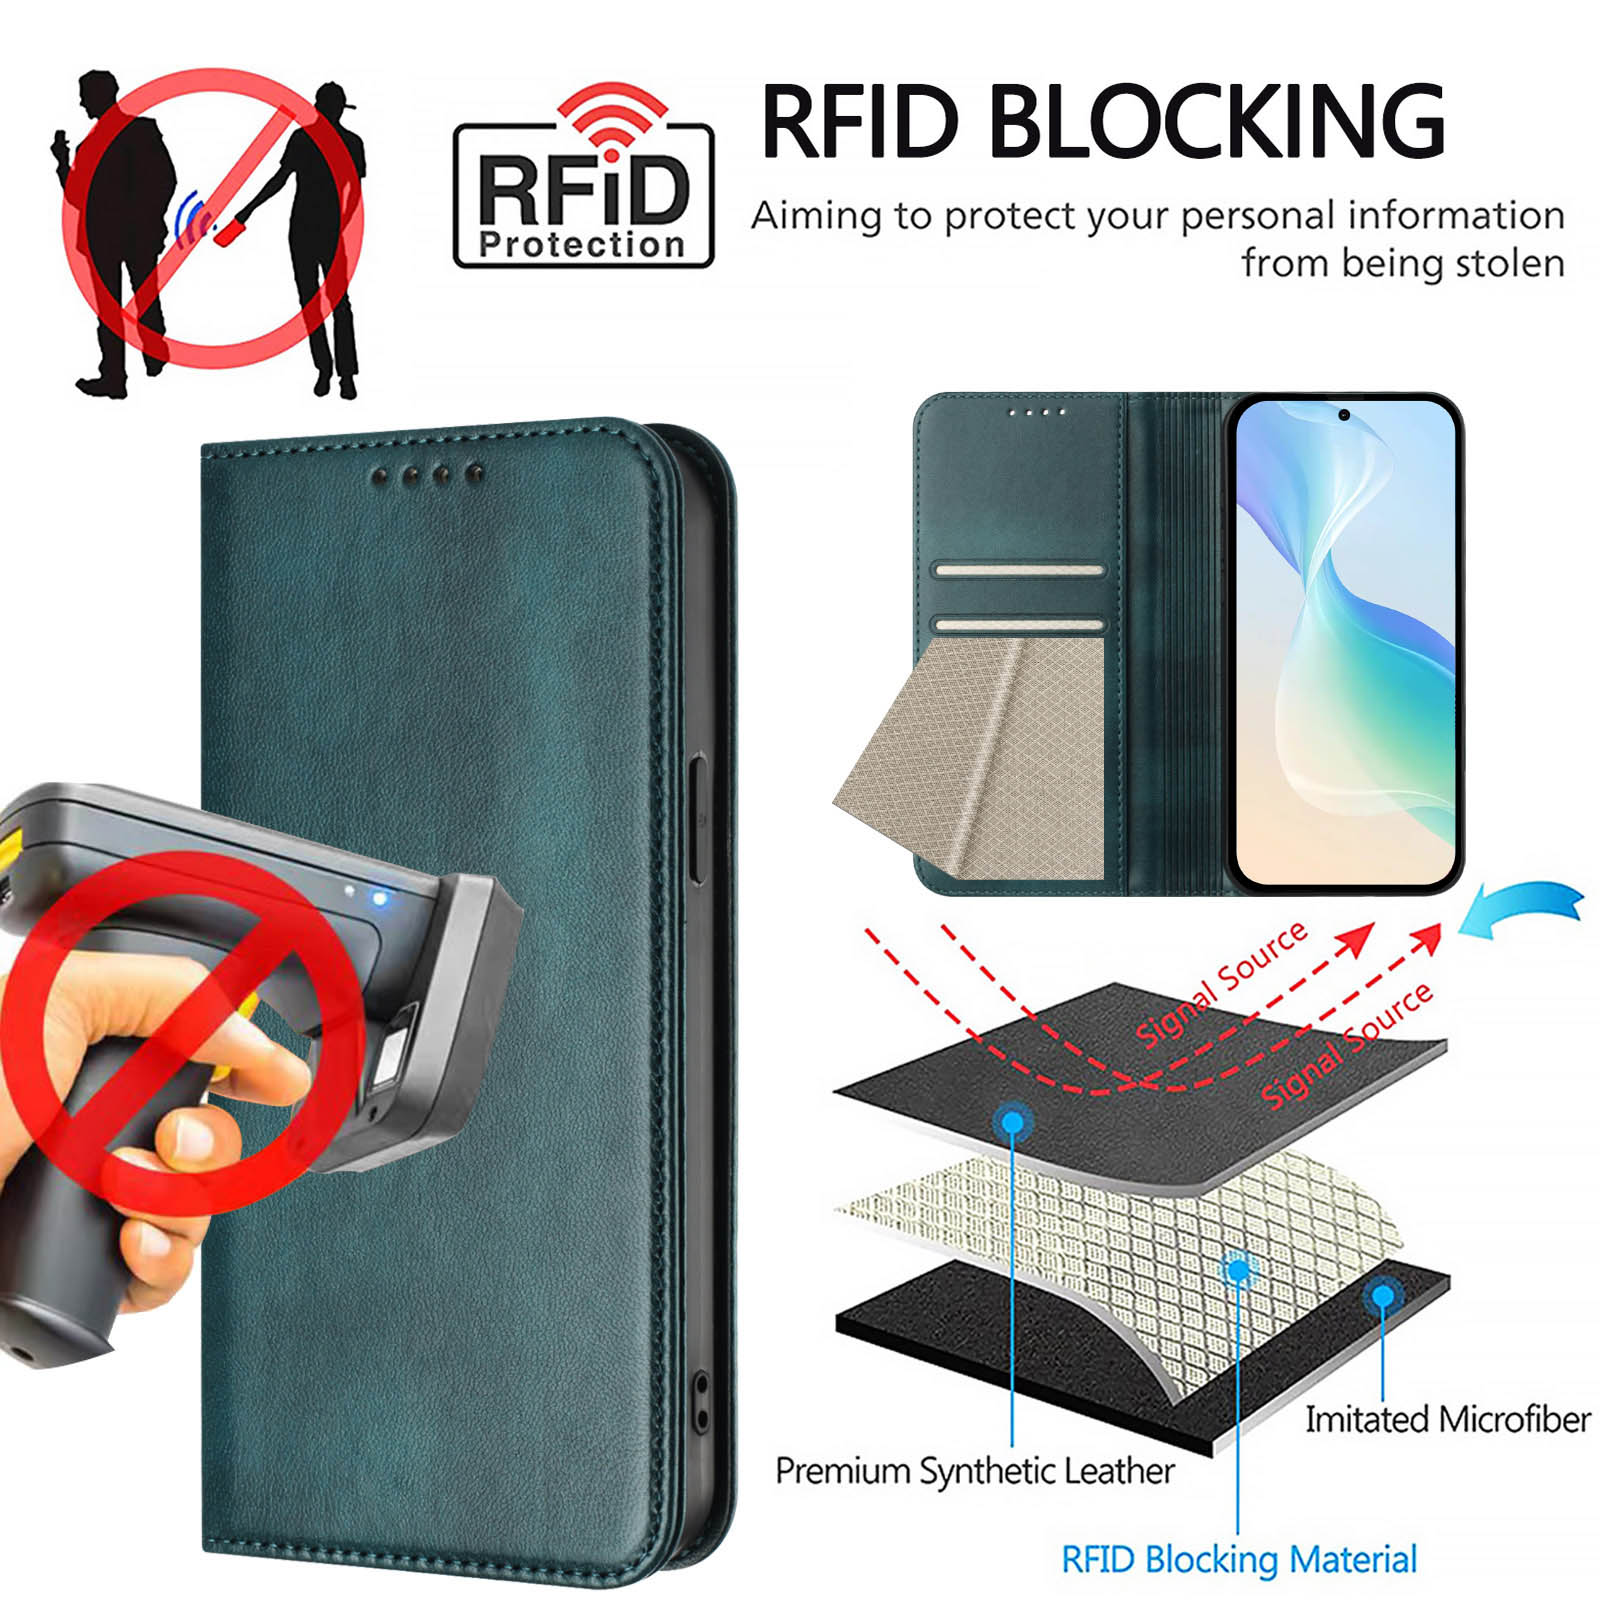 RFiD
Protection
RFID BLOCKING
Aiming to protect your personal information
from being stolen
Signal Source
Signal Source
Imitated Microfiber
Premium Synthetic Leather
RFID Blocking Material